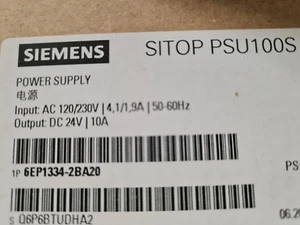 SIEMENS
SITOP PSU100S
POWER SUPPLY
电源
Input: AC 120/230V | 4,1/1,9A | 50-60Hz
Output: DC 24V | 10A
1P 6EP1334-2BA20
PS
S Q6P6BTUDHA2
06.20